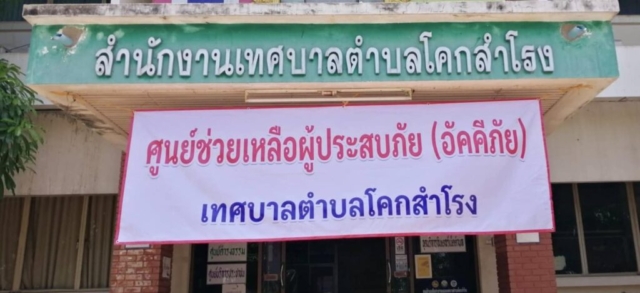 สำนักงานเทศบาลตำบลโคกสำโรง
ศูนย์ช่วยเหลือผู้ประสบภัย (อัคคีภัย)
เทศบาลตำบลโคกสำโรง